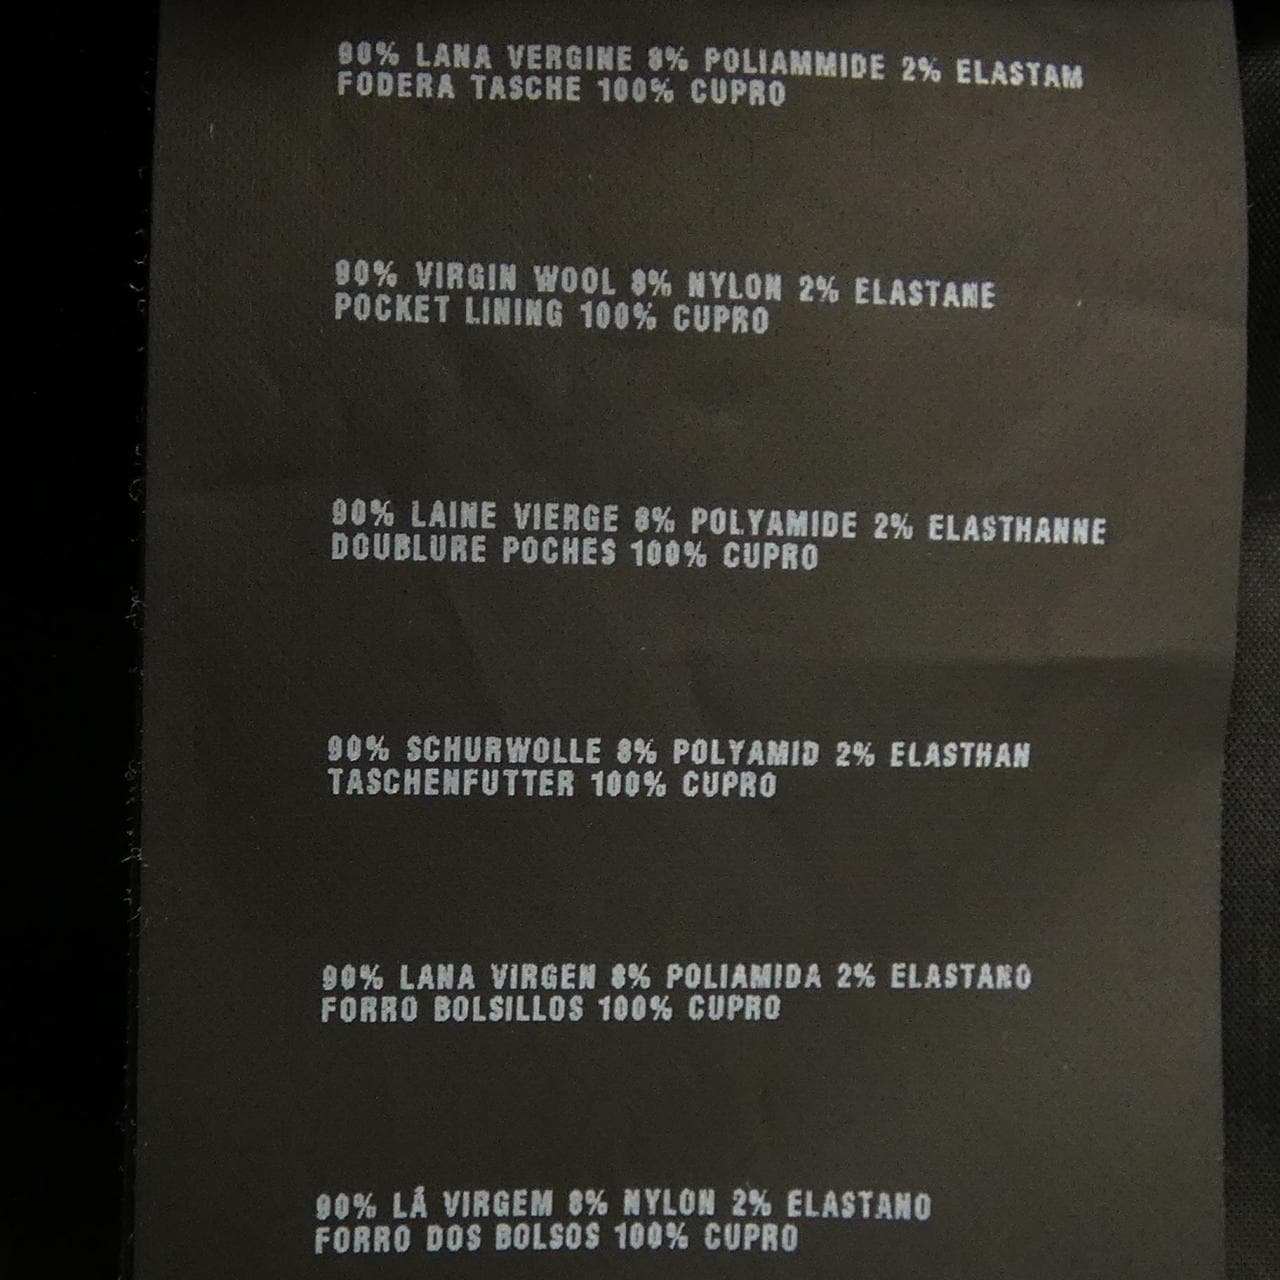 90% LANA VERGINE 8% POLIAMMIDE 2% ELASTAM
FODERA TASCHE 100% CUPRO
90% VIRGIN WOOL 8% NYLON 2% ELASTANE
POCKET LINING 100% CUPRO
90% LAINE VIERGE 8% POLYAMIDE 2% ELASTHANNE
DOUBLURE POCHES 100% CUPRO
90% SCHURWOLLE 8% POLYAMID 2% ELASTHAN
TASCHENFUTTER 100% CUPRO
90% LANA VIRGEN 8% POLIAMIDA 2% ELASTANO
FORRO BOLSILLOS 100% CUPRO
90% LÃ VIRGEM 8% NYLON 2% ELASTANO
FORRO DOS BOLSOS 100% CUPRO